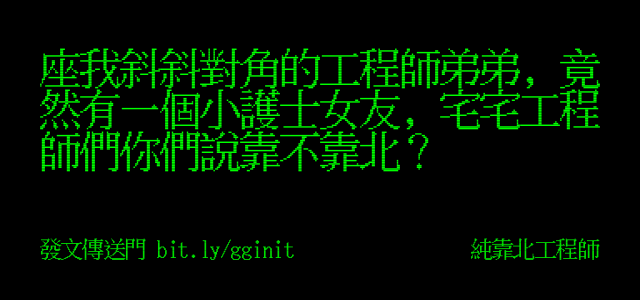 座我斜斜對角的工程師弟弟，竟
然有一個小護士女友，宅宅工程
師們你們說靠不靠北？
發文傳送門 bit.ly/gginit
純靠北工程師